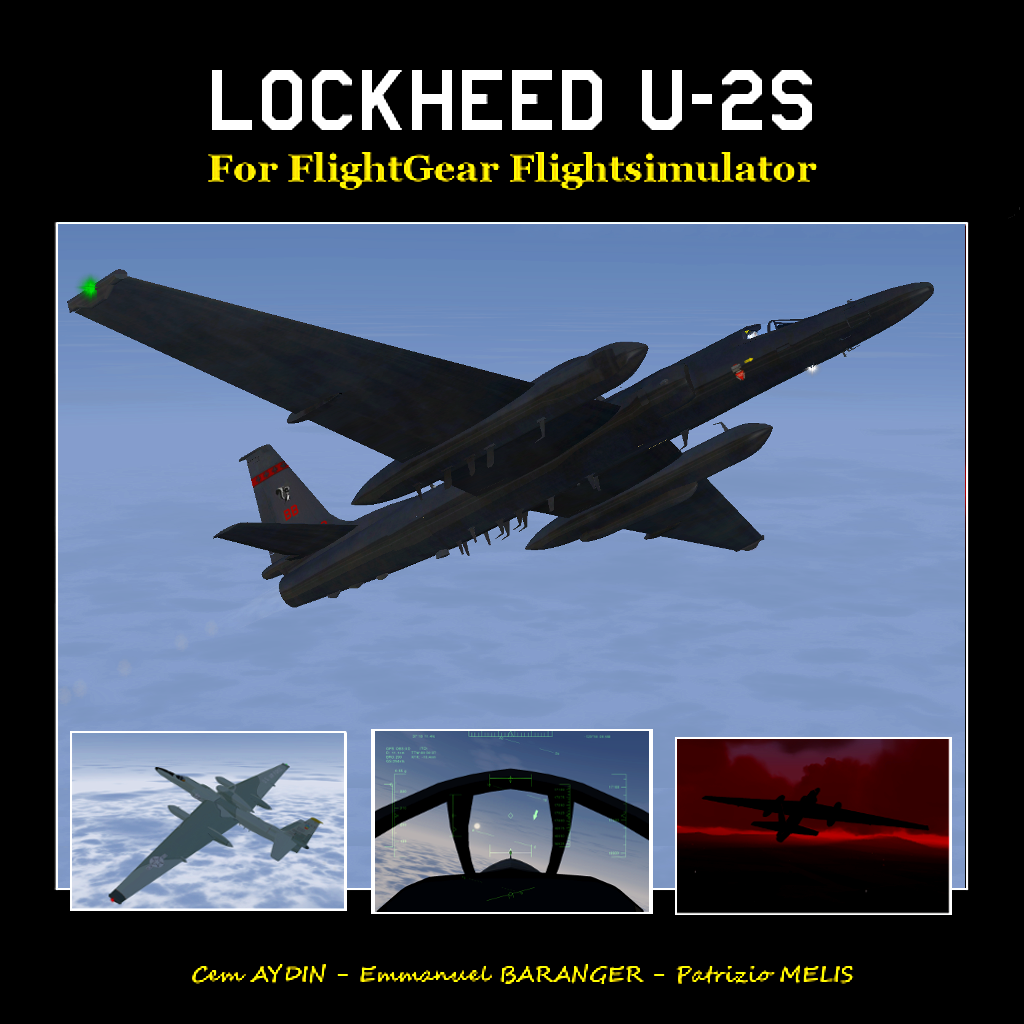 LOCKHEED U-2S
For FlightGear Flightsimulator
Cem AYDIN - Emmanuel BARANGER - Patrizio MELIS